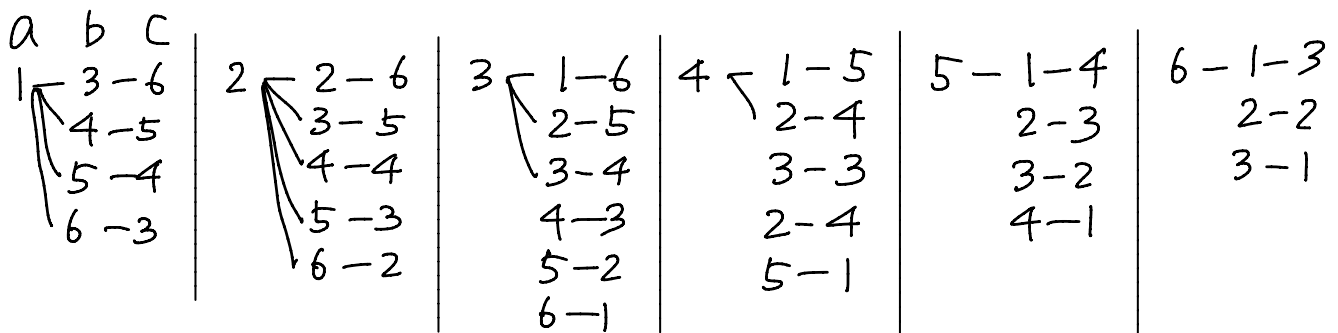 a b c
1 - 3 - 6
4 - 5
5 - 4
6 - 3
2 - 2 - 6
3 - 5
4 - 4
5 - 3
6 - 2
3 - 1 - 6
2 - 5
3 - 4
4 - 3
5 - 2
6 - 1
4 - 1 - 5
2 - 4
3 - 3
2 - 4
5 - 1
5 - 1 - 4
2 - 3
3 - 2
4 - 1
6 - 1 - 3
2 - 2
3 - 1